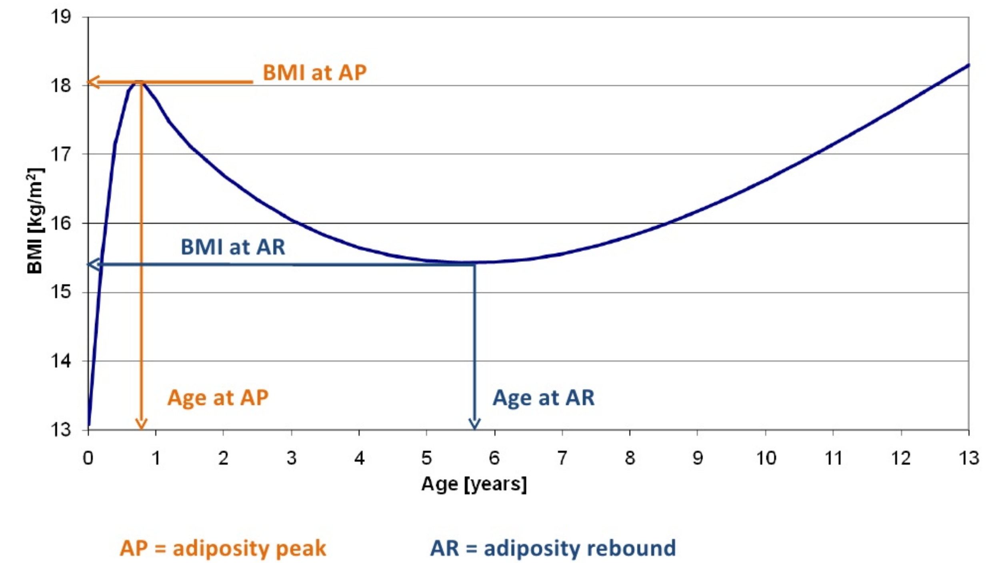 19
BMI at AP
18
17
BMI [kg/m²]
16
BMI at AR
15
14
Age at AP
Age at AR
13
0 1 2 3 4 5 6 7 8 9 10 11 12 13
Age [years]
AP = adiposity peak
AR = adiposity rebound